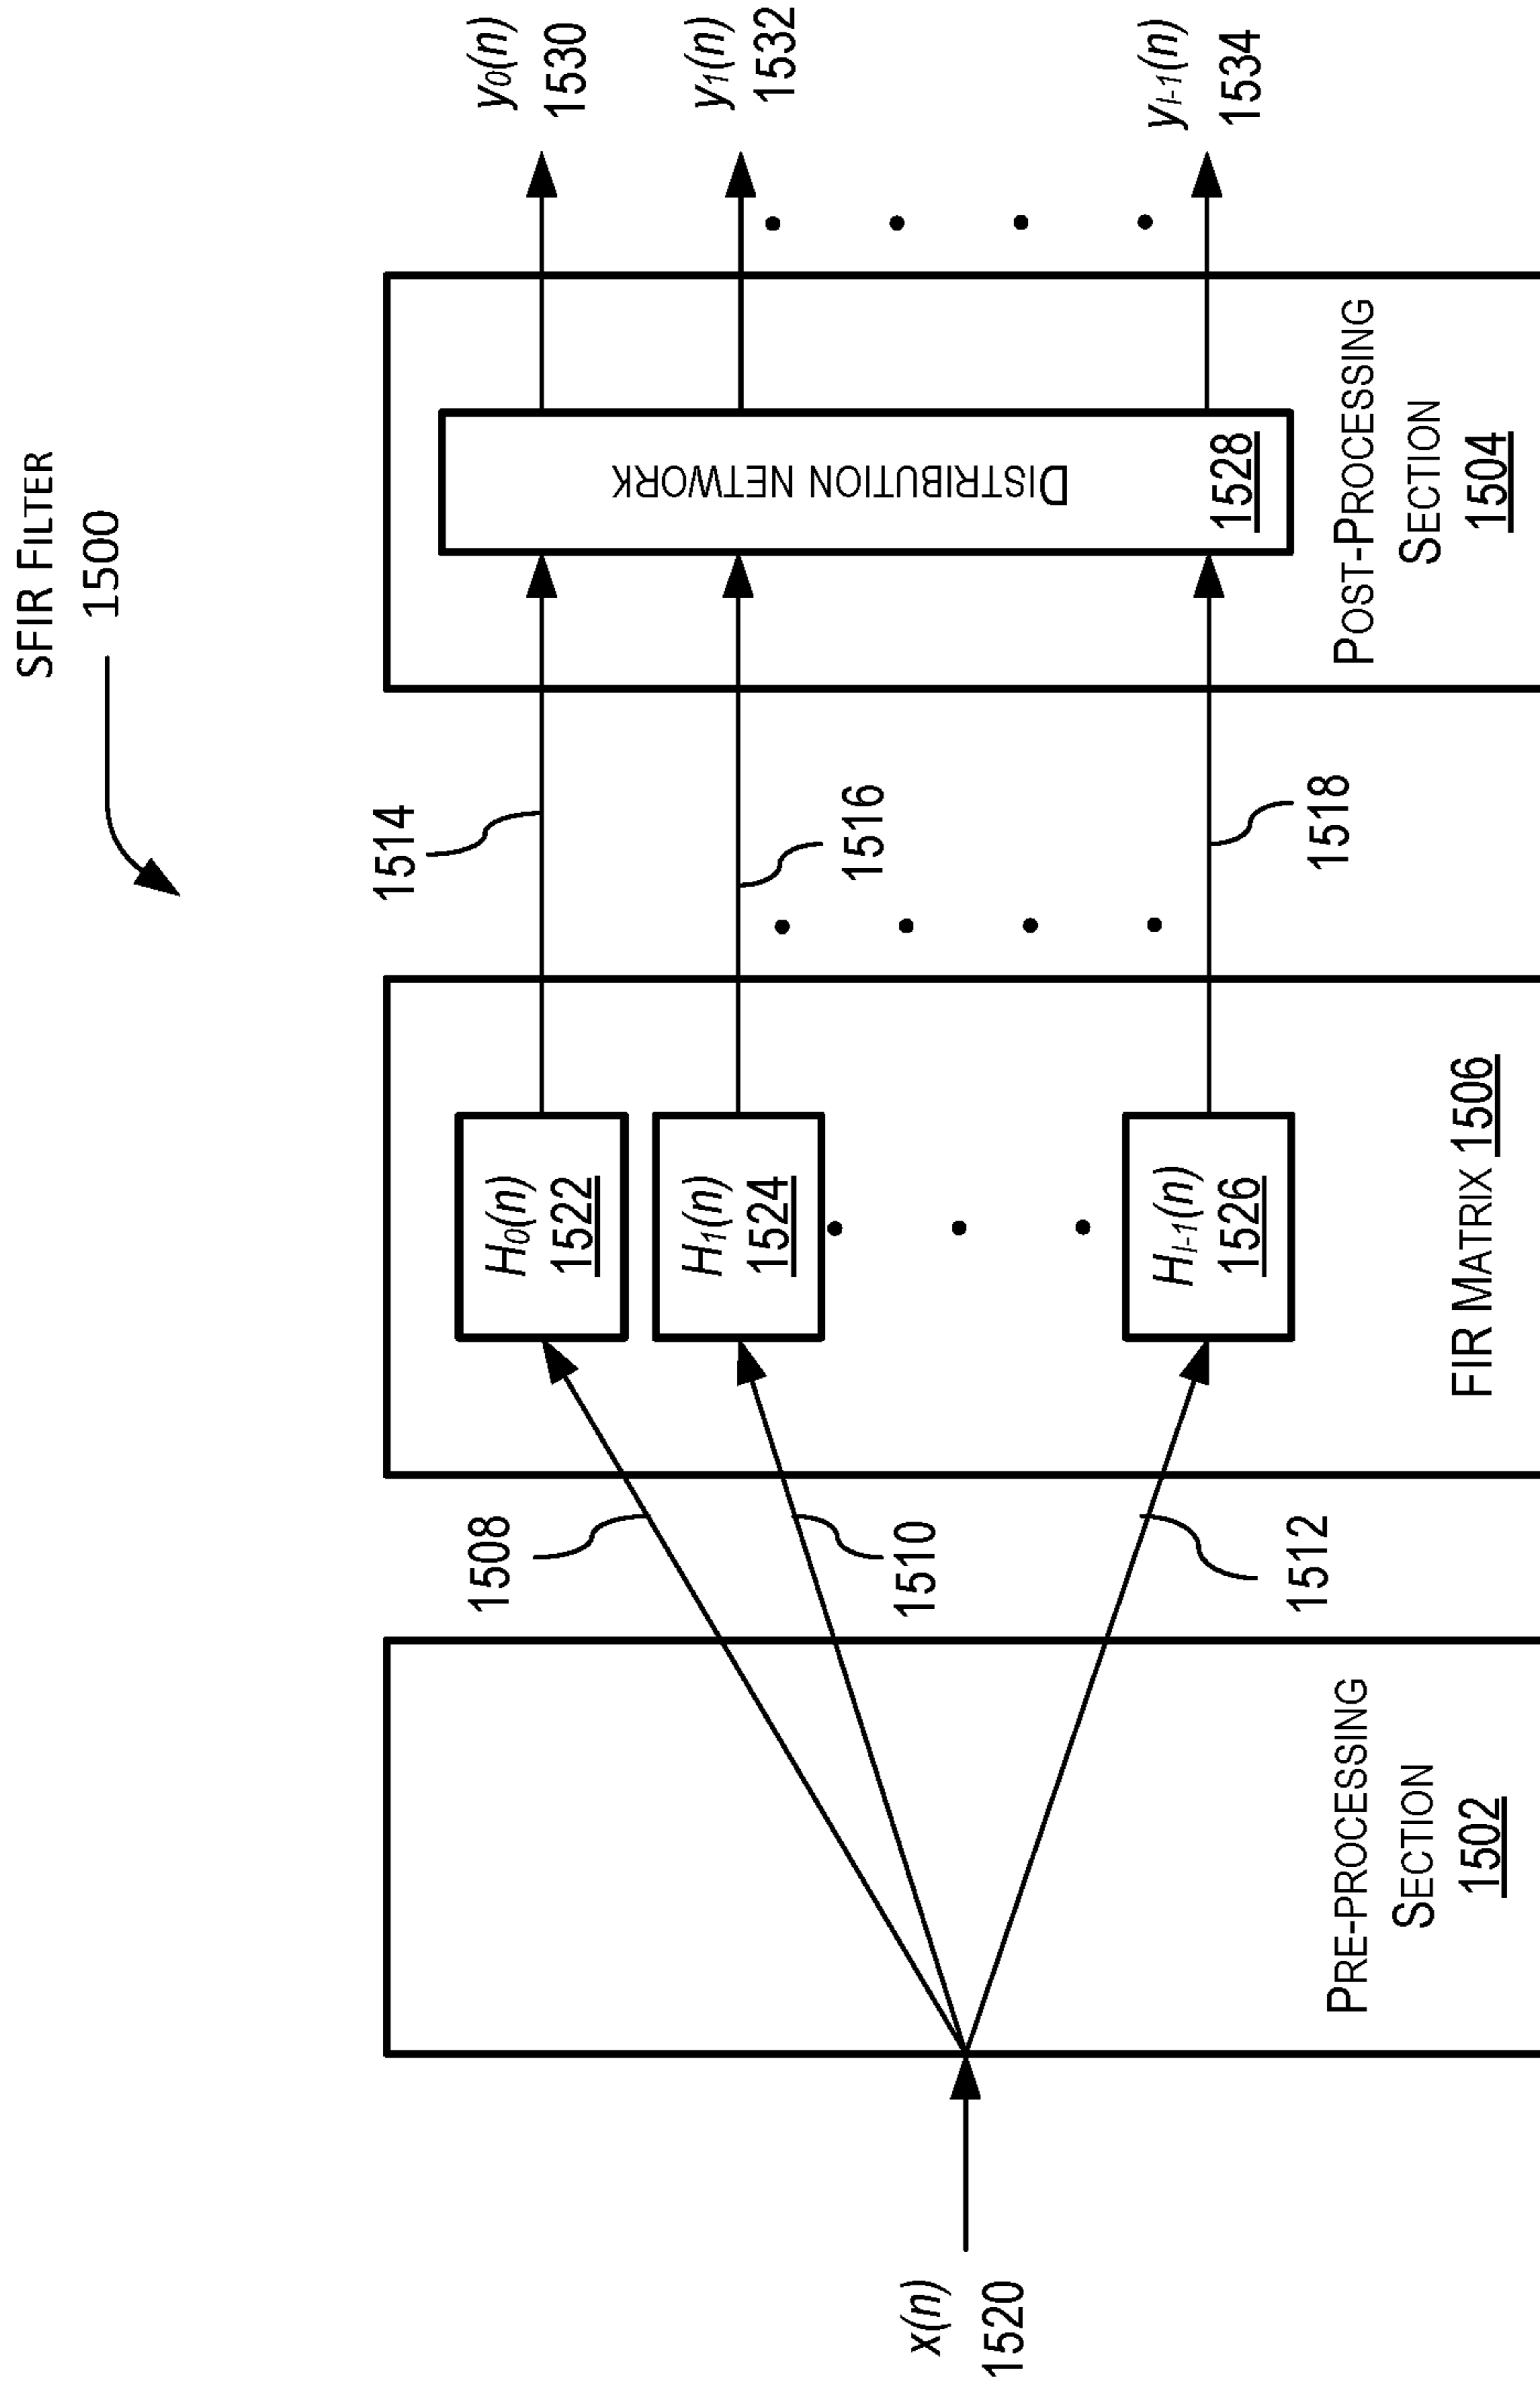 SFIR FILTER
1500
x(n)
1520
PRE-PROCESSING
SECTION
1502
1508
1510
1512
H0(n)
1522
H1(n)
1524
HI-1(n)
1526
FIR MATRIX 1506
1514
1516
1518
DISTRIBUTION NETWORK
1528
POST-PROCESSING
SECTION
1504
y0(n)
1530
y1(n)
1532
yI-1(n)
1534